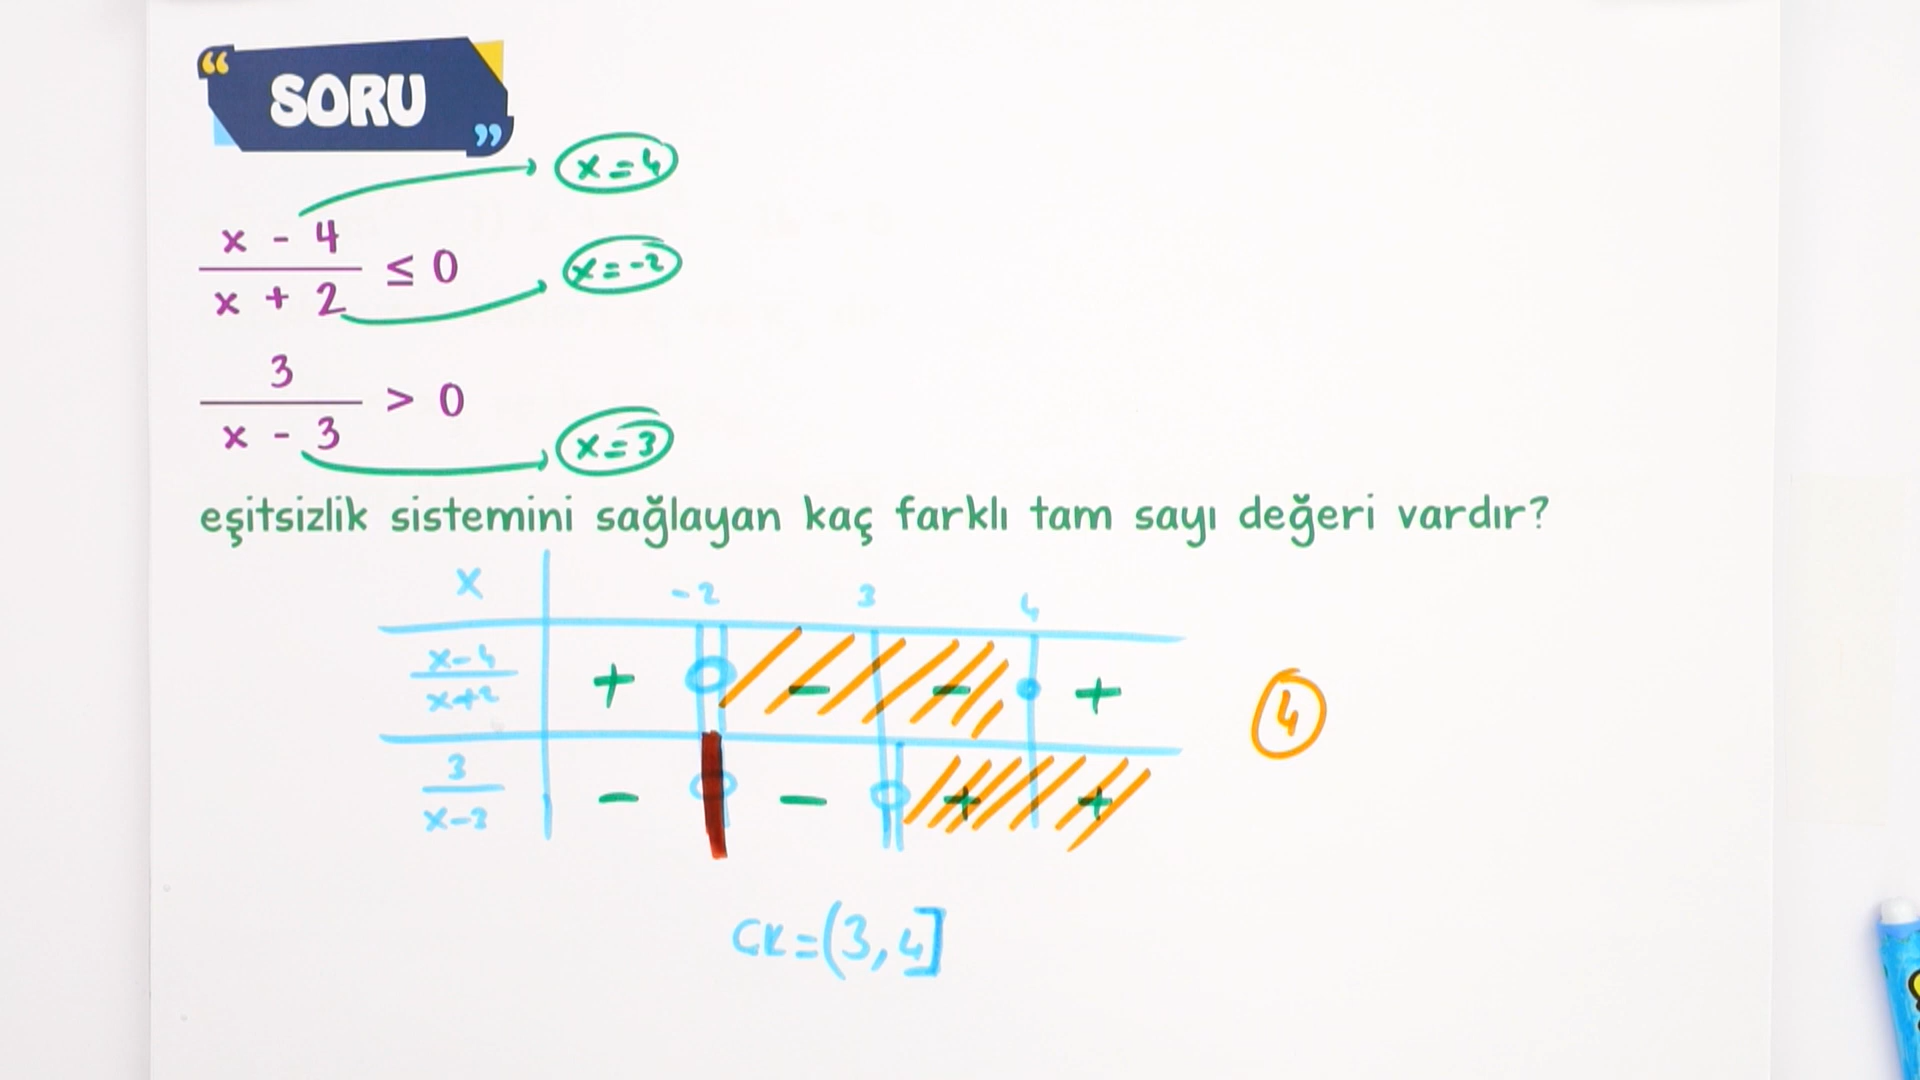 “ SORU ”
x = 4
x - 4
x + 2
≤ 0
x = -2
3
x - 3
> 0
x = 3
eşitsizlik sistemini sağlayan kaç farklı tam sayı değeri vardır?
x -2 3 4
x-4
x+2
+ - - +
4
3
x-3
- - + +
ÇK=(3,4]